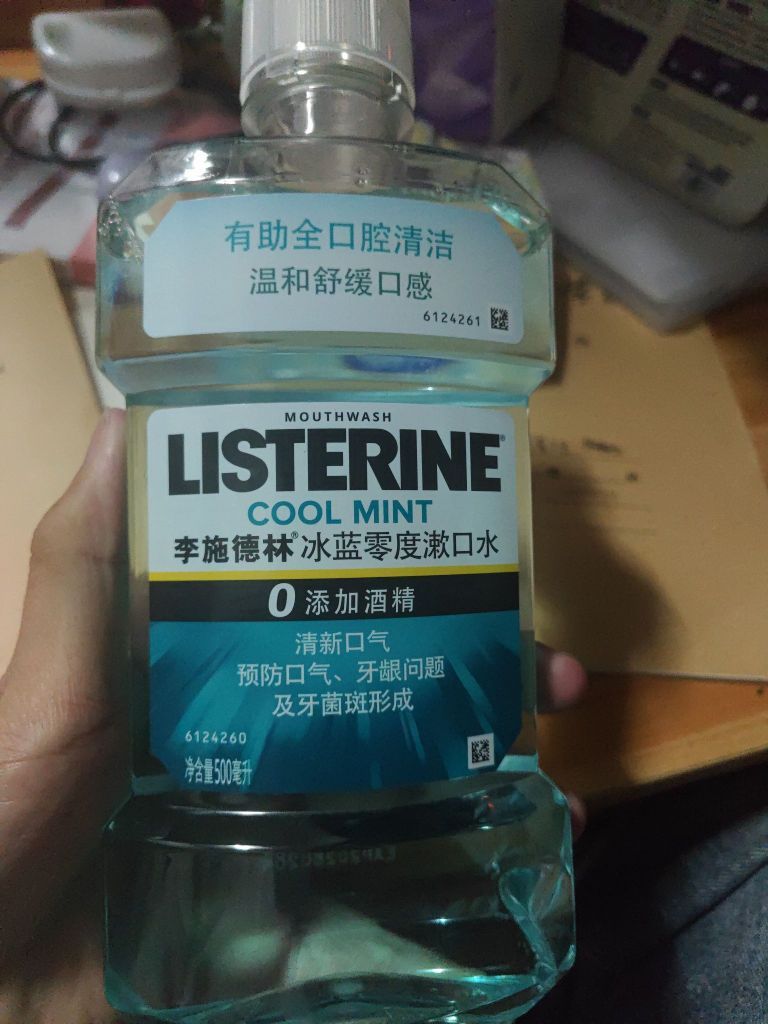 有助全口腔清洁
温和舒缓口感
6124261
MOUTHWASH
LISTERINE®
COOL MINT
李施德林®冰蓝零度漱口水
0 添加酒精
清新口气
预防口气、牙龈问题
及牙菌斑形成
6124260
净含量500毫升